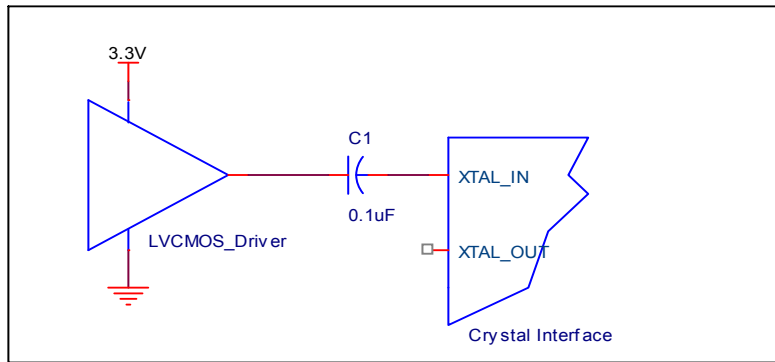 3.3V
C1
XTAL_IN
0.1uF
LVCMOS_Driver
XTAL_OUT
Crystal Interface